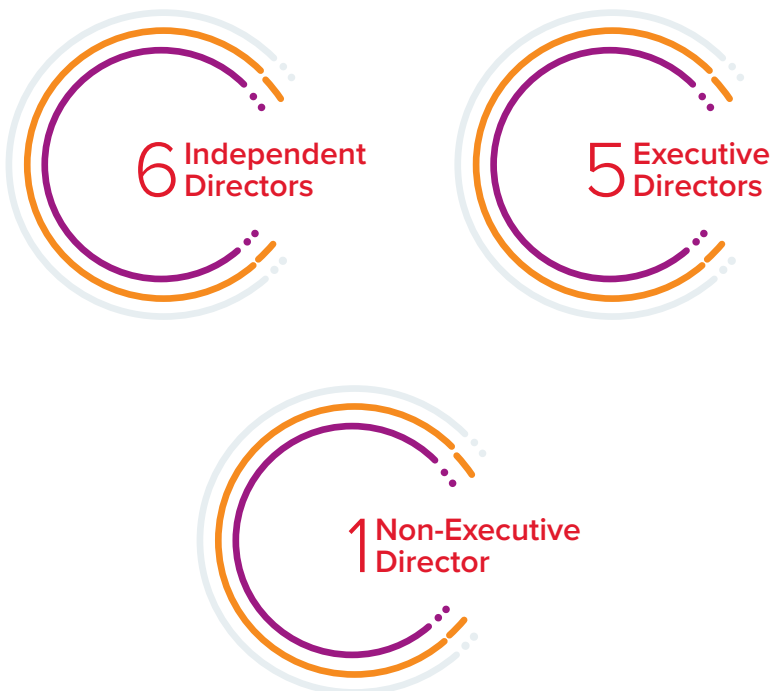 6 Independent
Directors
5 Executive
Directors
1 Non-Executive
Director